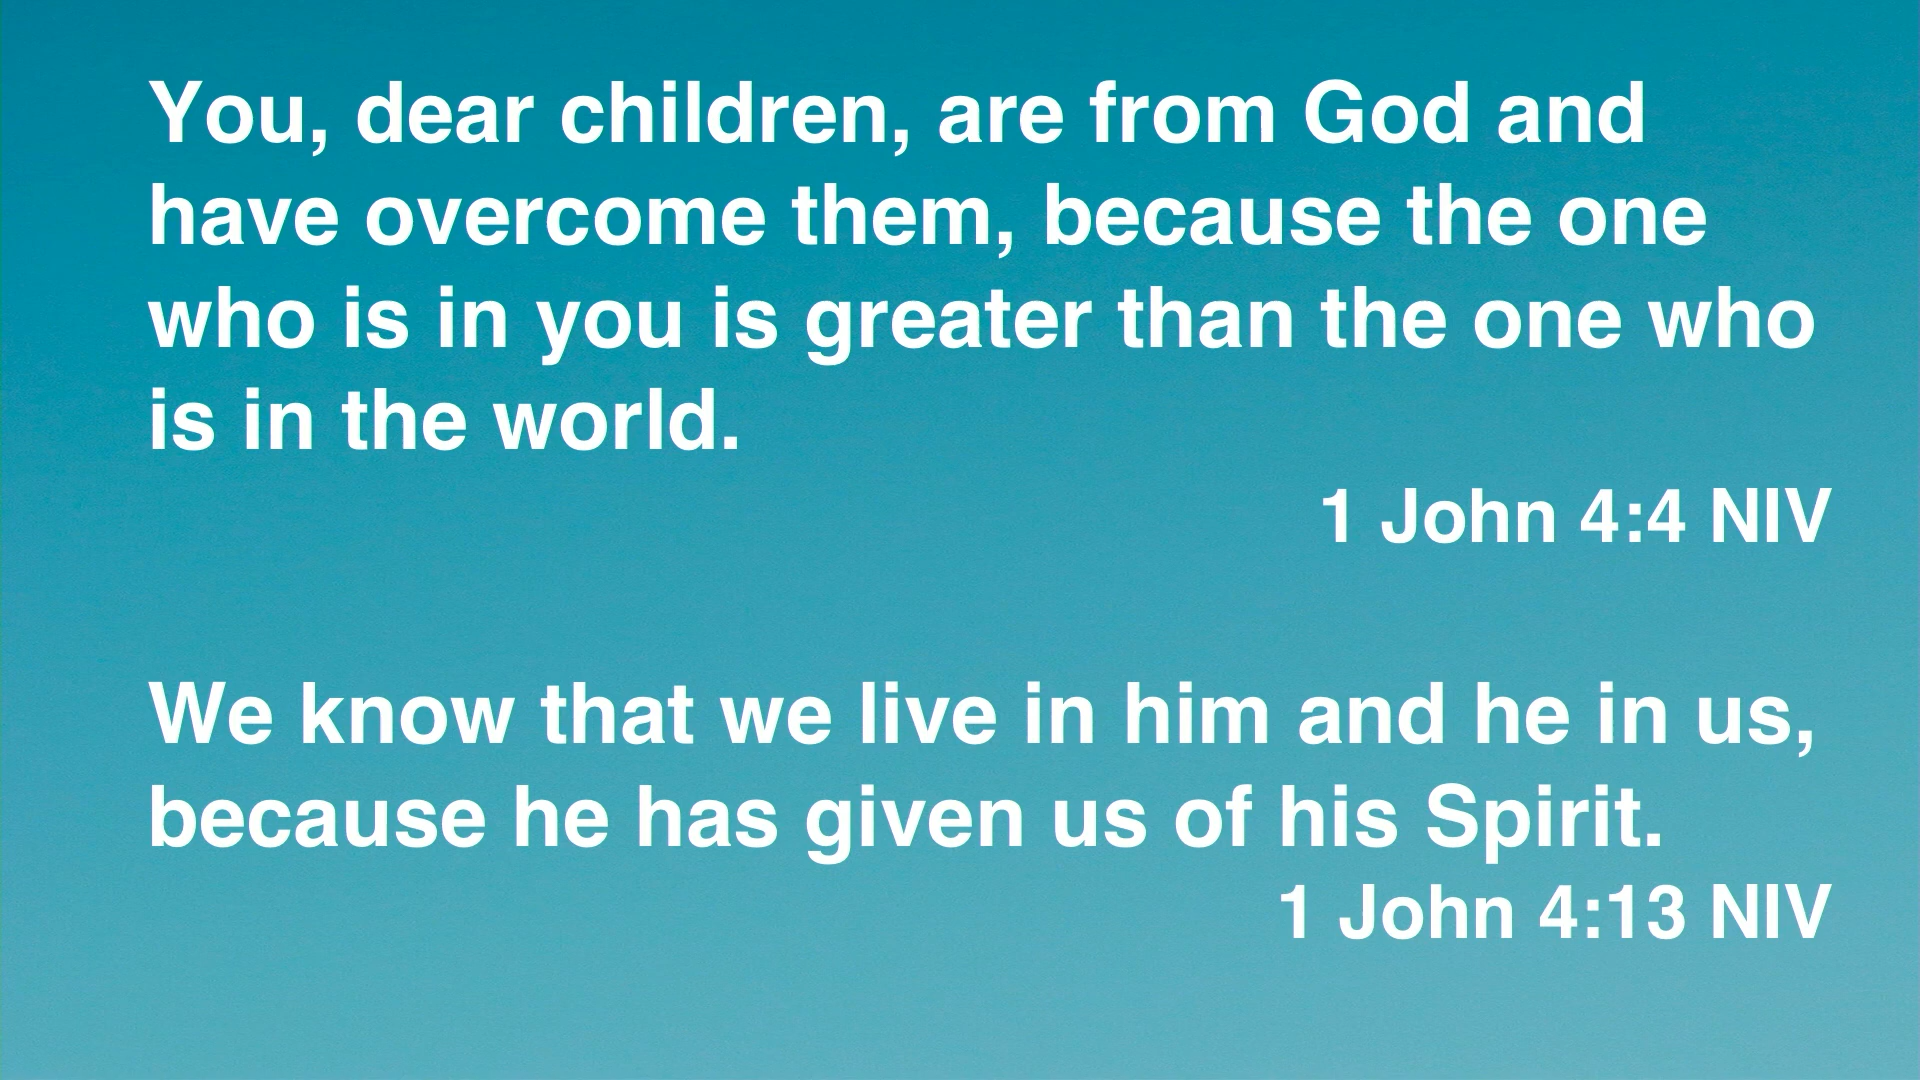 You, dear children, are from God and
have overcome them, because the one
who is in you is greater than the one who
is in the world.
1 John 4:4 NIV
We know that we live in him and he in us,
because he has given us of his Spirit.
1 John 4:13 NIV